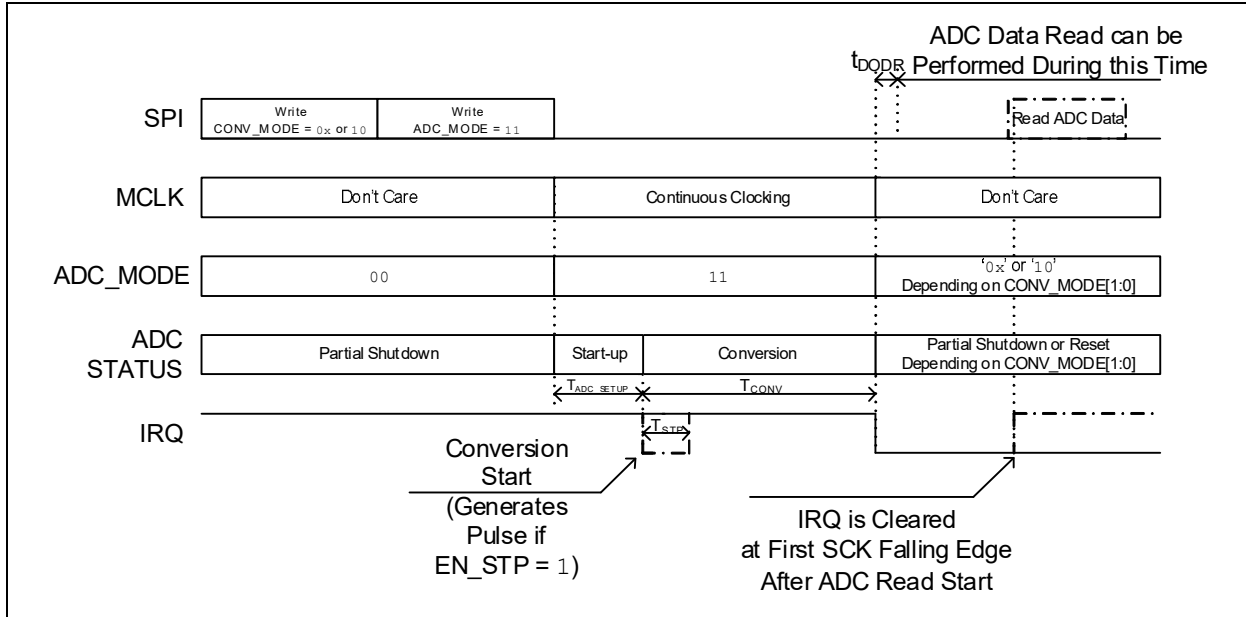 ADC Data Read can be
tDODR Performed During this Time
SPI
Write
CONV_MODE = 0x or 10
Write
ADC_MODE = 11
Read ADC Data
MCLK
Don't Care
Continuous Clocking
Don't Care
ADC_MODE
00
11
'0x' or '10'
Depending on CONV_MODE[1:0]
ADC
STATUS
Partial Shutdown
Start-up
Conversion
Partial Shutdown or Reset
Depending on CONV_MODE[1:0]
TADC_SETUP
TCONV
IRQ
TSTP
Conversion
Start
(Generates
Pulse if
EN_STP = 1)
IRQ is Cleared
at First SCK Falling Edge
After ADC Read Start